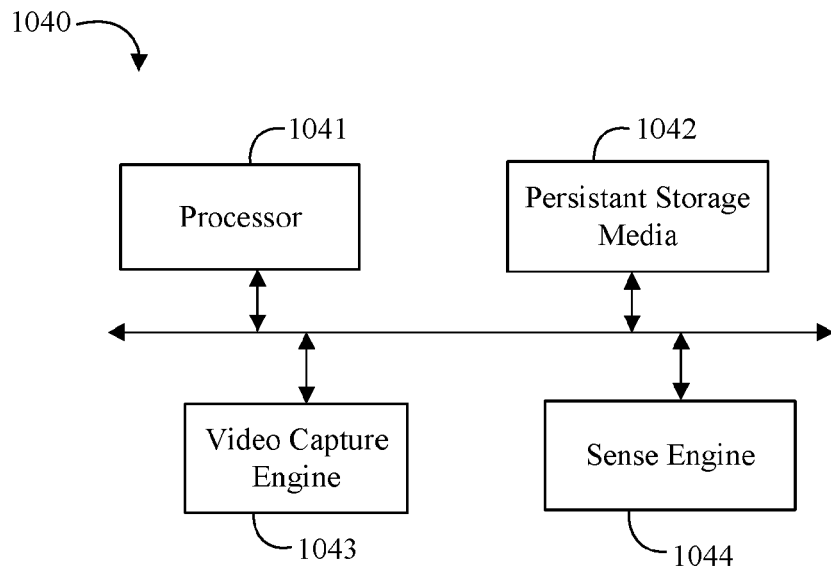 1040
1041
1042
Processor
Persistant Storage
Media
Video Capture
Engine
Sense Engine
1043
1044